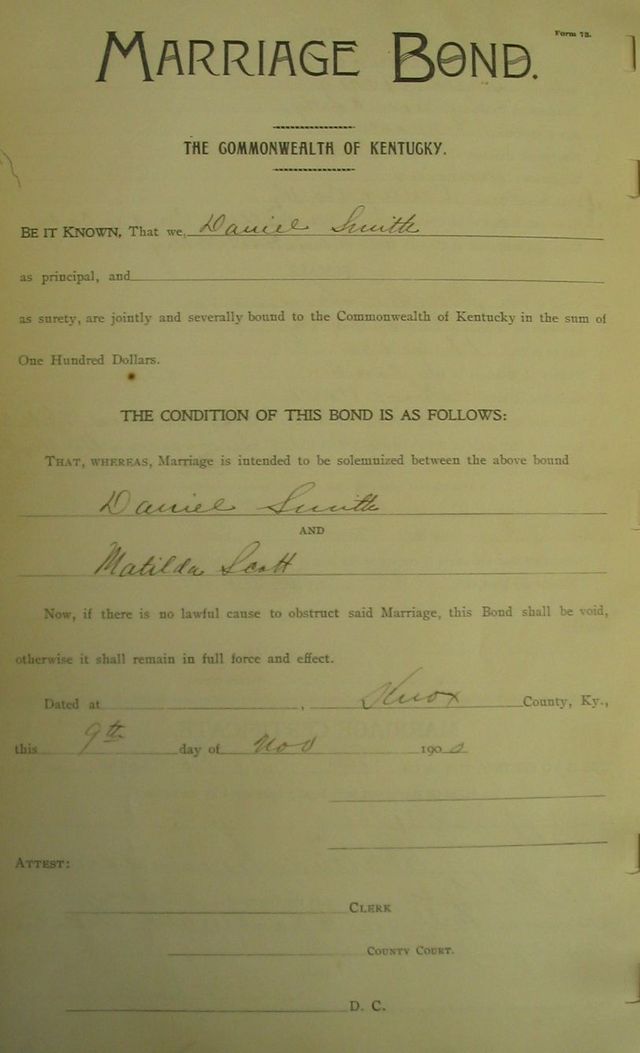 Form 73.
MARRIAGE BOND.
THE COMMONWEALTH OF KENTUCKY.
BE IT KNOWN, That we, Daniel Smith
as principal, and
as surety, are jointly and severally bound to the Commonwealth of Kentucky in the sum of
One Hundred Dollars.
THE CONDITION OF THIS BOND IS AS FOLLOWS:
THAT, WHEREAS, Marriage is intended to be solemnized between the above bound
Daniel Smith
AND
Matilda Scott
Now, if there is no lawful cause to obstruct said Marriage, this Bond shall be void,
otherwise it shall remain in full force and effect.
Dated at , Knox County, Ky.,
this 9th day of Nov 190
ATTEST:
CLERK
COUNTY COURT.
D. C.